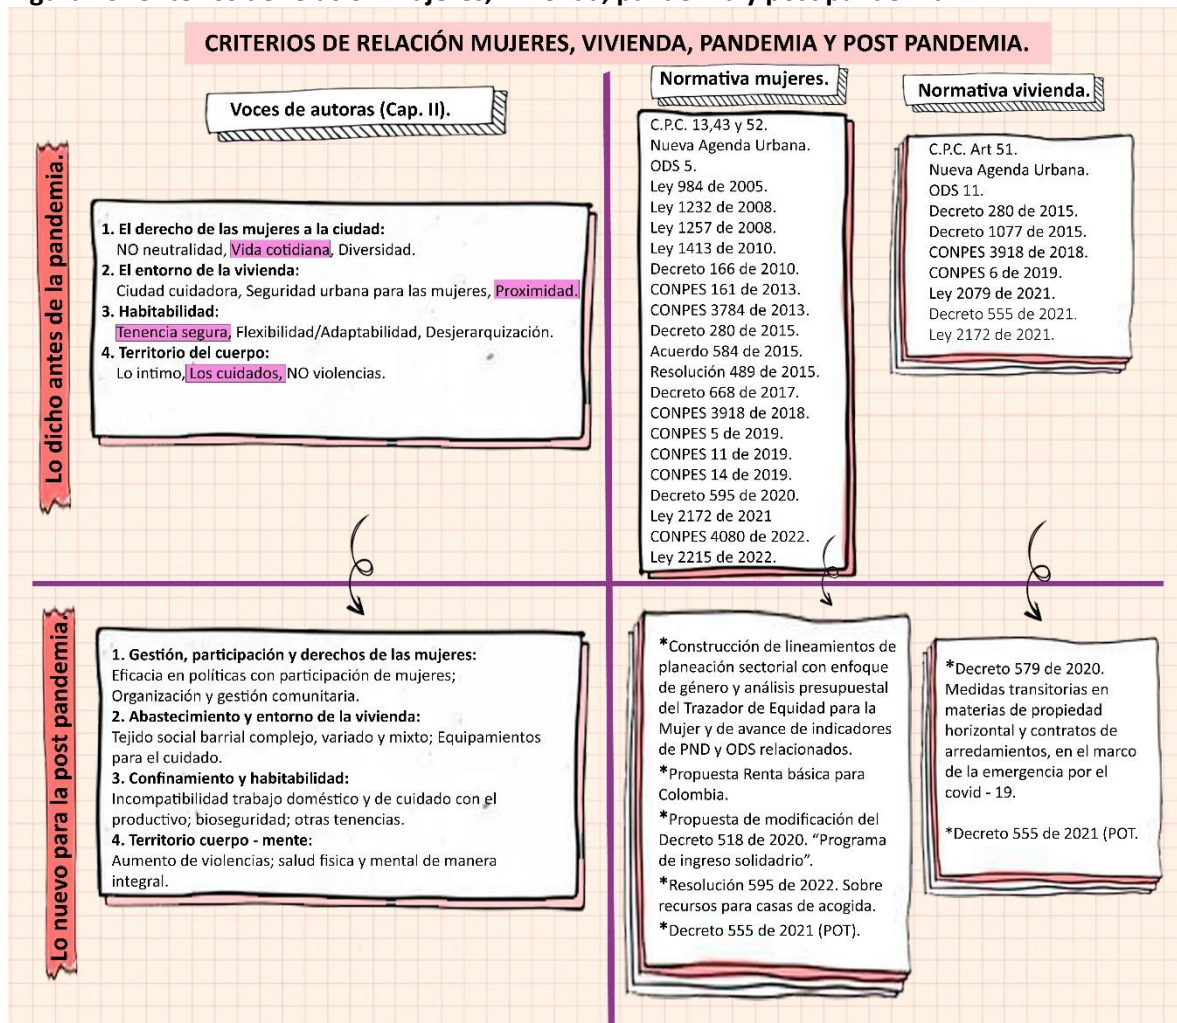 CRITERIOS DE RELACIÓN MUJERES, VIVIENDA, PANDEMIA Y POST PANDEMIA.
Voces de autoras (Cap. II).
Normativa mujeres.
Normativa vivienda.
Lo dicho antes de la pandemia.
1. El derecho de las mujeres a la ciudad:
NO neutralidad, Vida cotidiana, Diversidad.
2. El entorno de la vivienda:
Ciudad cuidadora, Seguridad urbana para las mujeres, Proximidad.
3. Habitabilidad:
Tenencia segura, Flexibilidad/Adaptabilidad, Desjerarquización.
4. Territorio del cuerpo:
Lo intimo, Los cuidados, NO violencias.
C.P.C. 13,43 y 52.
Nueva Agenda Urbana.
ODS 5.
Ley 984 de 2005.
Ley 1232 de 2008.
Ley 1257 de 2008.
Ley 1413 de 2010.
Decreto 166 de 2010.
CONPES 161 de 2013.
CONPES 3784 de 2013.
Decreto 280 de 2015.
Acuerdo 584 de 2015.
Resolución 489 de 2015.
Decreto 668 de 2017.
CONPES 3918 de 2018.
CONPES 5 de 2019.
CONPES 11 de 2019.
CONPES 14 de 2019.
Decreto 595 de 2020.
Ley 2172 de 2021
CONPES 4080 de 2022.
Ley 2215 de 2022.
C.P.C. Art 51.
Nueva Agenda Urbana.
ODS 11.
Decreto 280 de 2015.
Decreto 1077 de 2015.
CONPES 3918 de 2018.
CONPES 6 de 2019.
Ley 2079 de 2021.
Decreto 555 de 2021.
Ley 2172 de 2021.
Lo nuevo para la post pandemia.
1. Gestión, participación y derechos de las mujeres:
Eficacia en políticas con participación de mujeres;
Organización y gestión comunitaria.
2. Abastecimiento y entorno de la vivienda:
Tejido social barrial complejo, variado y mixto; Equipamientos
para el cuidado.
3. Confinamiento y habitabilidad:
Incompatibilidad trabajo doméstico y de cuidado con el
productivo; bioseguridad; otras tenencias.
4. Territorio cuerpo - mente:
Aumento de violencias; salud fisica y mental de manera
integral.
*Construcción de lineamientos de
planeación sectorial con enfoque
de género y análisis presupuestal
del Trazador de Equidad para la
Mujer y de avance de indicadores
de PND y ODS relacionados.
*Propuesta Renta básica para
Colombia.
*Propuesta de modificación del
Decreto 518 de 2020. "Programa
de ingreso solidadrio".
*Resolución 595 de 2022. Sobre
recursos para casas de acogida.
*Decreto 555 de 2021 (POT).
*Decreto 579 de 2020.
Medidas transitorias en
materias de propiedad
horizontal y contratos de
arredamientos, en el marco
de la emergencia por el
covid - 19.
*Decreto 555 de 2021 (POT.